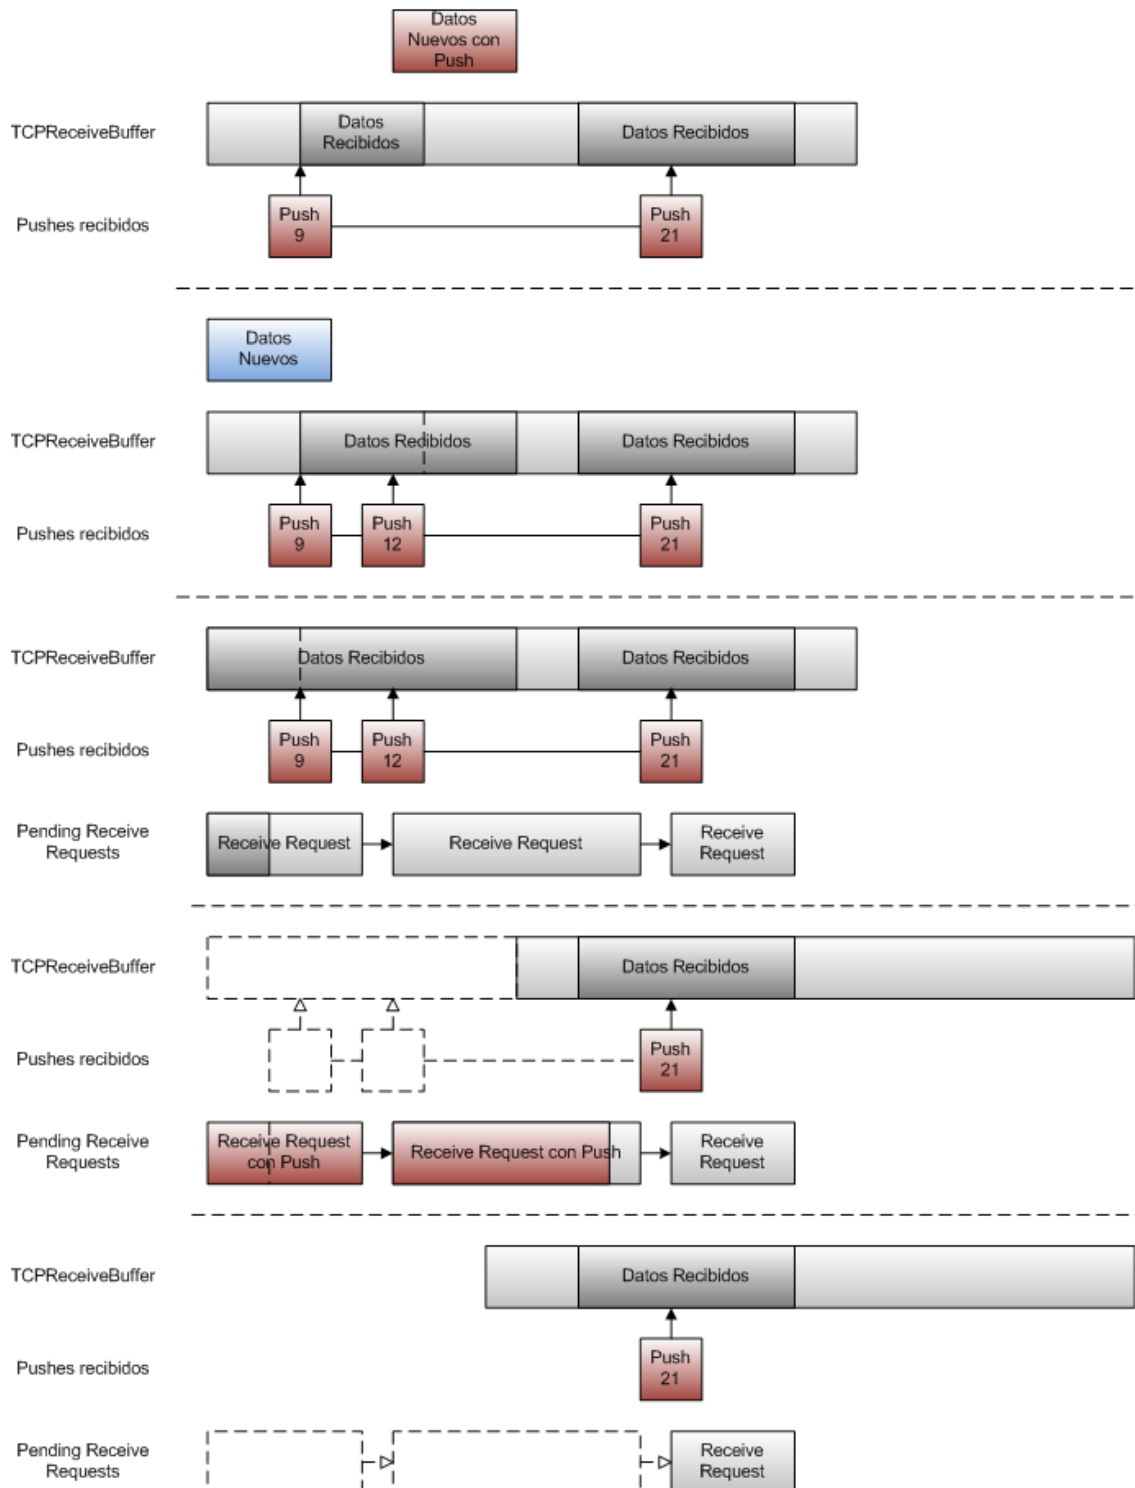 Datos
Nuevos con
Push
TCPReceiveBuffer
Datos
Recibidos
Datos Recibidos
Pushes recibidos
Push
9
Push
21
Datos
Nuevos
TCPReceiveBuffer
Datos Recibidos
Datos Recibidos
Pushes recibidos
Push
9
Push
12
Push
21
TCPReceiveBuffer
Datos Recibidos
Datos Recibidos
Pushes recibidos
Push
9
Push
12
Push
21
Pending Receive
Requests
Receive Request
Receive Request
Receive
Request
TCPReceiveBuffer
Datos Recibidos
Pushes recibidos
Push
21
Pending Receive
Requests
Receive Request
con Push
Receive Request con Push
Receive
Request
TCPReceiveBuffer
Datos Recibidos
Pushes recibidos
Push
21
Pending Receive
Requests
Receive
Request